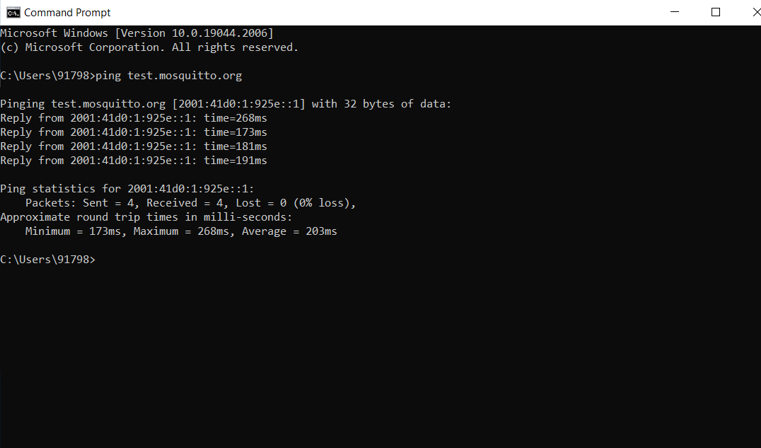 Command Prompt
Microsoft Windows [Version 10.0.19044.2006]
(c) Microsoft Corporation. All rights reserved.
C:\Users\91798>ping test.mosquitto.org
Pinging test.mosquitto.org [2001:41d0:1:925e::1] with 32 bytes of data:
Reply from 2001:41d0:1:925e::1: time=268ms
Reply from 2001:41d0:1:925e::1: time=173ms
Reply from 2001:41d0:1:925e::1: time=181ms
Reply from 2001:41d0:1:925e::1: time=191ms
Ping statistics for 2001:41d0:1:925e::1:
    Packets: Sent = 4, Received = 4, Lost = 0 (0% loss),
Approximate round trip times in milli-seconds:
    Minimum = 173ms, Maximum = 268ms, Average = 203ms
C:\Users\91798>